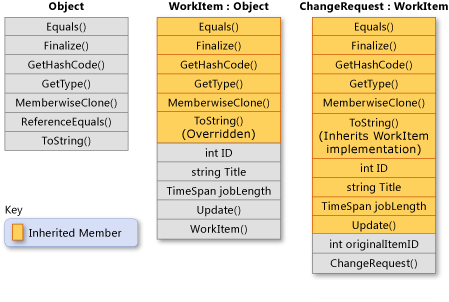 Object
Equals()
Finalize()
GetHashCode()
GetType()
MemberwiseClone()
ReferenceEquals()
ToString()
WorkItem : Object
Equals()
Finalize()
GetHashCode()
GetType()
MemberwiseClone()
ToString()
(Overridden)
int ID
string Title
TimeSpan jobLength
Update()
WorkItem()
ChangeRequest : WorkItem
Equals()
Finalize()
GetHashCode()
GetType()
MemberwiseClone()
ToString()
(Inherits WorkItem
implementation)
int ID
string Title
TimeSpan jobLength
Update()
int originalItemID
ChangeRequest()
Key
Inherited Member